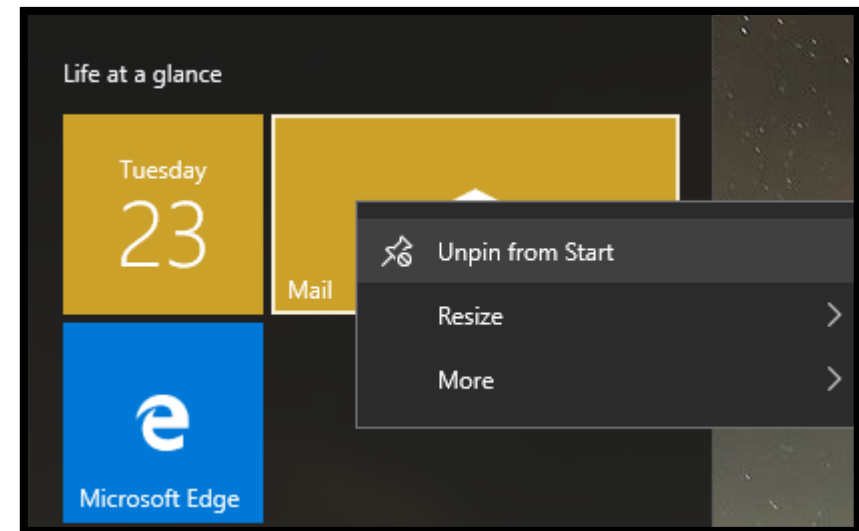 Life at a glance
Tuesday
23
Mail
Unpin from Start
Resize
More
Microsoft Edge